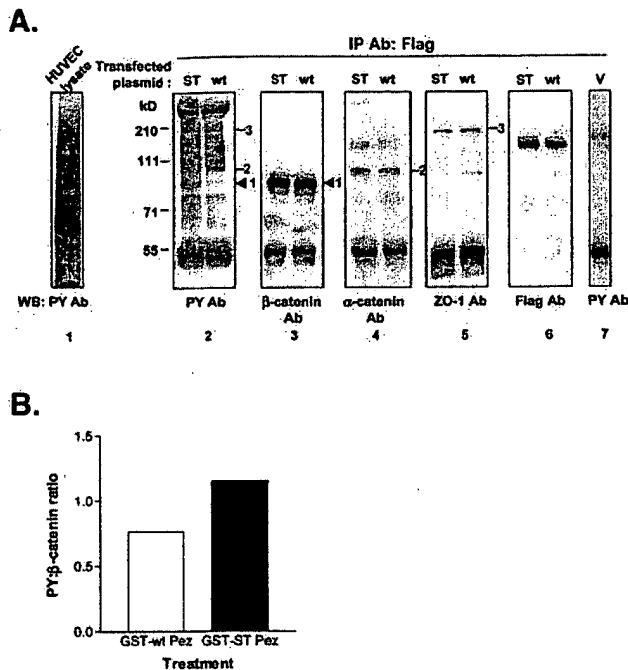 A.
IP Ab: Flag
HUVEC
lysate
Transfected
plasmid :
ST wt ST wt ST wt ST wt ST wt V
kD
210
111
71
55
3
2
1
1
2
3
WB: PY Ab PY Ab β-catenin Ab α-catenin Ab ZO-1 Ab Flag Ab PY Ab
1 2 3 4 5 6 7
B.
PY:β-catenin ratio
1.5
1.0
0.5
0.0
GST-wt Pez GST-ST Pez
Treatment